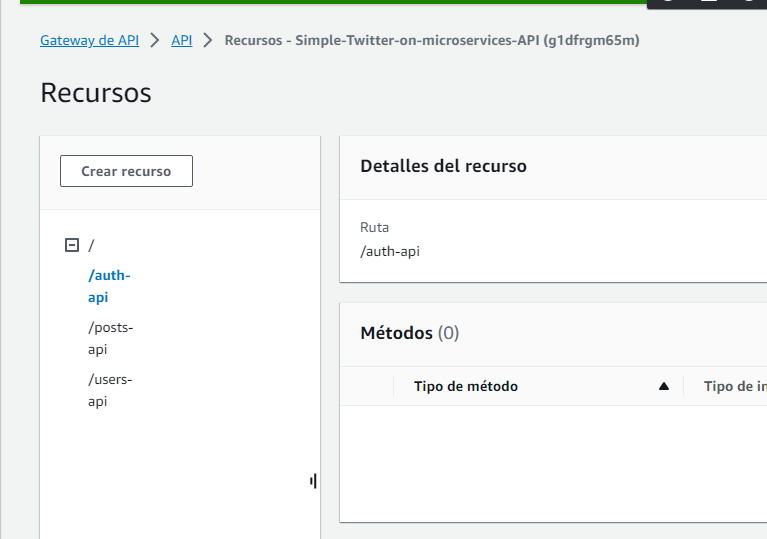 Gateway de API > API > Recursos - Simple-Twitter-on-microservices-API (g1dfrgm65m)
Recursos
Crear recurso
/
/auth-
api
/posts-
api
/users-
api
Detalles del recurso
Ruta
/auth-api
Métodos (0)
Tipo de método Tipo de in